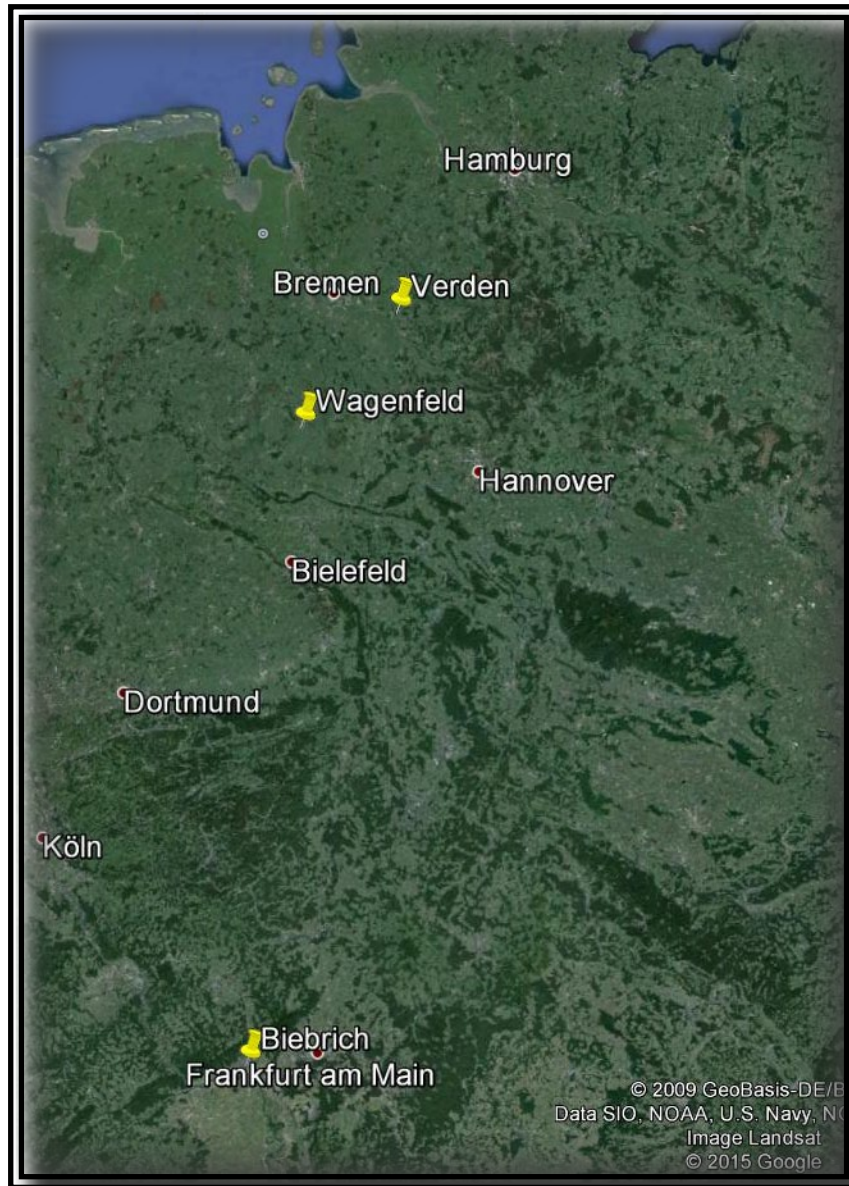 Hamburg
Bremen
Verden
Wagenfeld
Hannover
Bielefeld
Dortmund
Köln
Biebrich
Frankfurt am Main
© 2009 GeoBasis-DE/B
Data SIO, NOAA, U.S. Navy, NG
Image Landsat
© 2015 Google